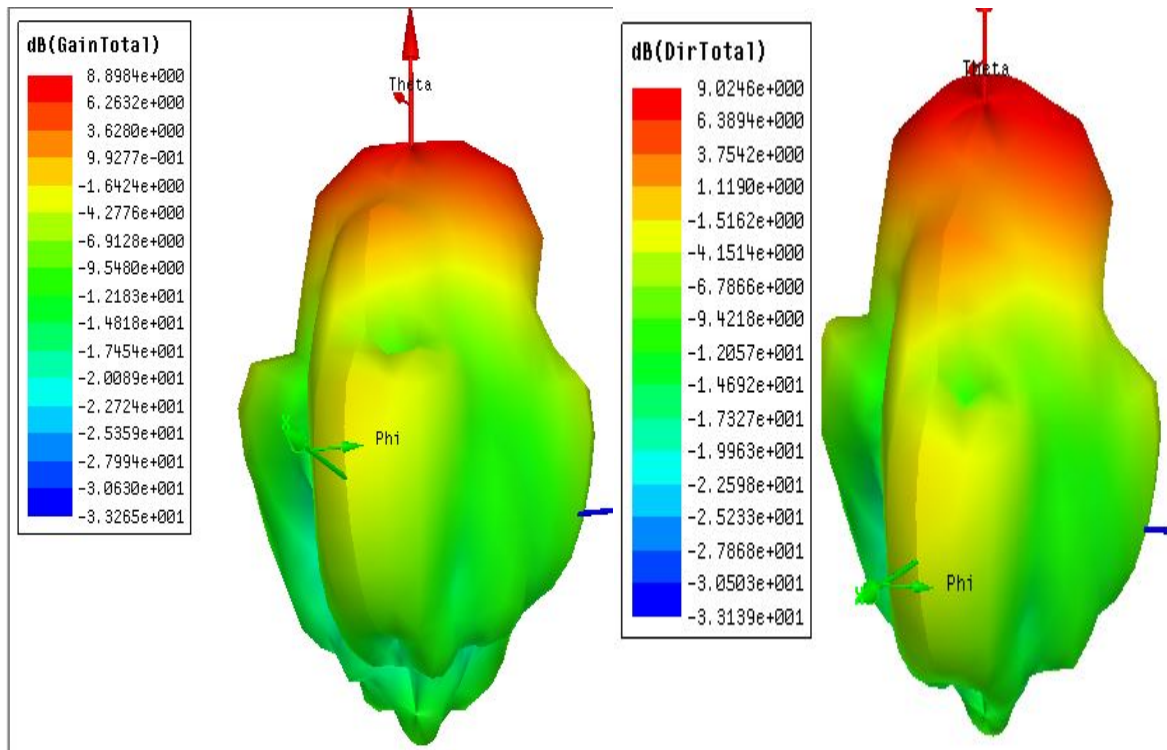 dB(GainTotal)
8.8984e+000
6.2632e+000
3.6280e+000
9.9277e-001
-1.6424e+000
-4.2776e+000
-6.9128e+000
-9.5480e+000
-1.2183e+001
-1.4818e+001
-1.7454e+001
-2.0089e+001
-2.2724e+001
-2.5359e+001
-2.7994e+001
-3.0630e+001
-3.3265e+001
Theta
Phi
dB(DirTotal)
9.0246e+000
6.3894e+000
3.7542e+000
1.1190e+000
-1.5162e+000
-4.1514e+000
-6.7866e+000
-9.4218e+000
-1.2057e+001
-1.4692e+001
-1.7327e+001
-1.9963e+001
-2.2598e+001
-2.5233e+001
-2.7868e+001
-3.0503e+001
-3.3139e+001
Theta
Phi